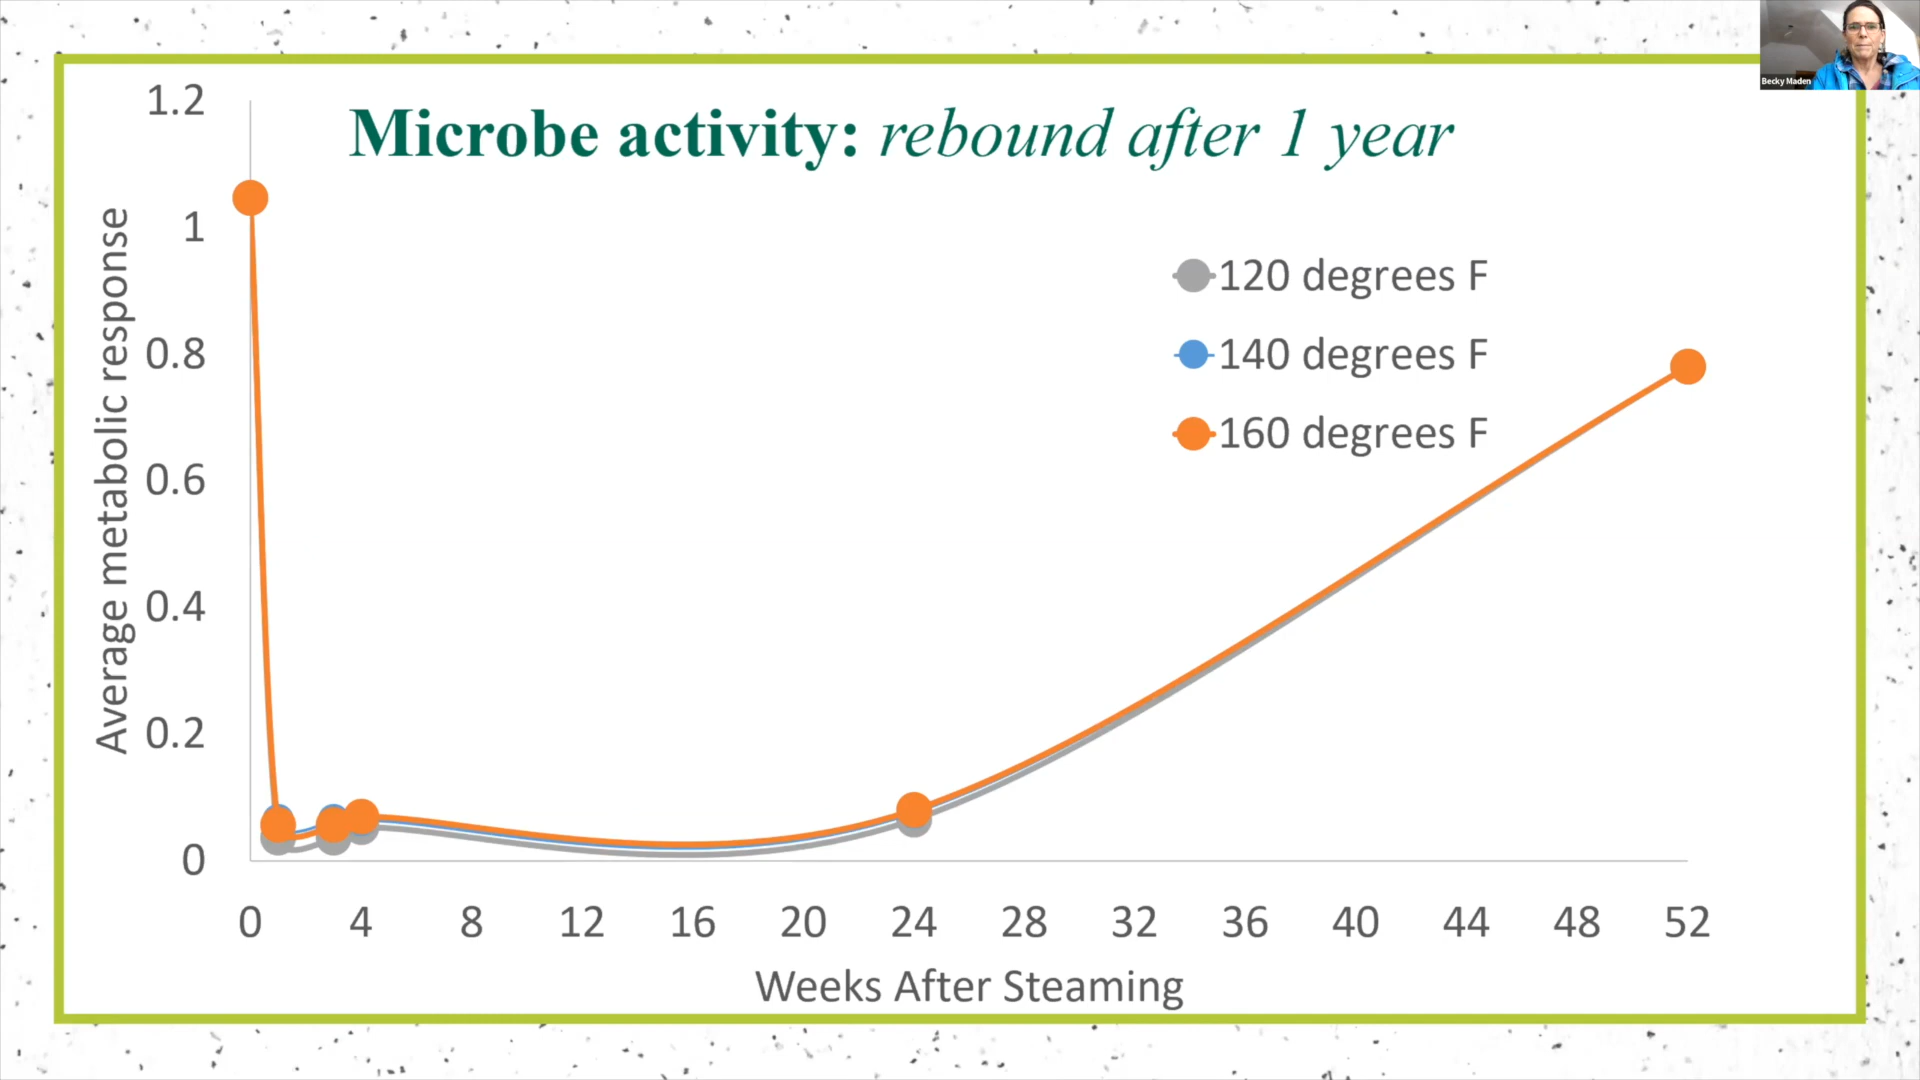 Becky Maden
Microbe activity: rebound after 1 year
Average metabolic response
1.2
1
0.8
0.6
0.4
0.2
0
120 degrees F
140 degrees F
160 degrees F
0 4 8 12 16 20 24 28 32 36 40 44 48 52
Weeks After Steaming